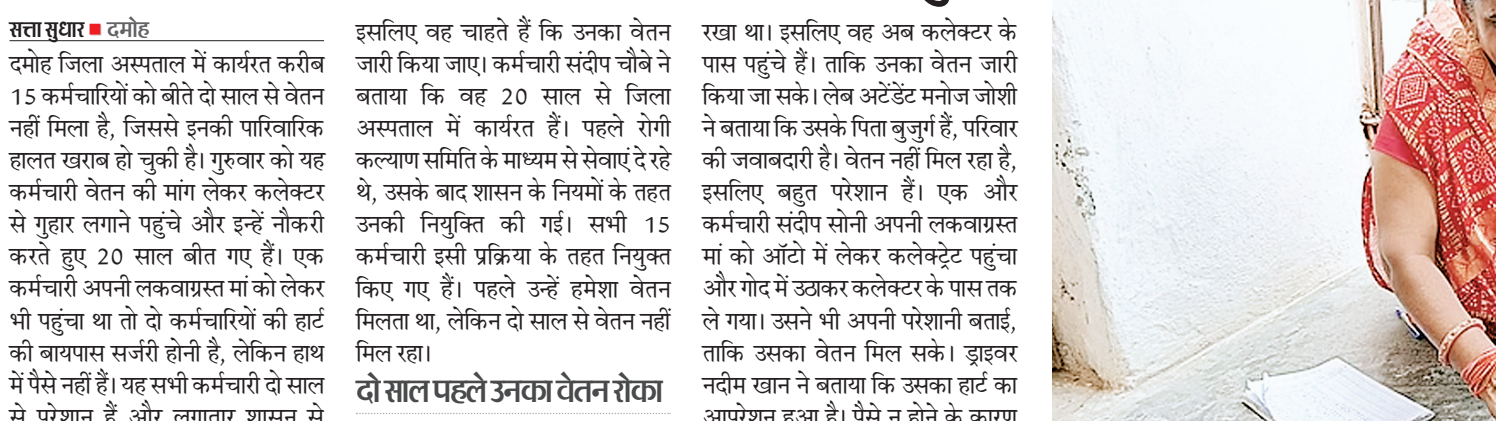 सत्ता सुधार ■ दमोह
दमोह जिला अस्पताल में कार्यरत करीब
15 कर्मचारियों को बीते दो साल से वेतन
नहीं मिला है, जिससे इनकी पारिवारिक
हालत खराब हो चुकी है। गुरुवार को यह
कर्मचारी वेतन की मांग लेकर कलेक्टर
से गुहार लगाने पहुंचे और इन्हें नौकरी
करते हुए 20 साल बीत गए हैं। एक
कर्मचारी अपनी लकवाग्रस्त मां को लेकर
भी पहुंचा था तो दो कर्मचारियों की हार्ट
की बायपास सर्जरी होनी है, लेकिन हाथ
में पैसे नहीं हैं। यह सभी कर्मचारी दो साल
से परेशान हैं और लगातार शासन से
इसलिए वह चाहते हैं कि उनका वेतन
जारी किया जाए। कर्मचारी संदीप चौबे ने
बताया कि वह 20 साल से जिला
अस्पताल में कार्यरत हैं। पहले रोगी
कल्याण समिति के माध्यम से सेवाएं दे रहे
थे, उसके बाद शासन के नियमों के तहत
उनकी नियुक्ति की गई। सभी 15
कर्मचारी इसी प्रक्रिया के तहत नियुक्त
किए गए हैं। पहले उन्हें हमेशा वेतन
मिलता था, लेकिन दो साल से वेतन नहीं
मिल रहा।
दो साल पहले उनका वेतन रोका
रखा था। इसलिए वह अब कलेक्टर के
पास पहुंचे हैं। ताकि उनका वेतन जारी
किया जा सके। लेब अटेंडेंट मनोज जोशी
ने बताया कि उसके पिता बुजुर्ग हैं, परिवार
की जवाबदारी है। वेतन नहीं मिल रहा है,
इसलिए बहुत परेशान हैं। एक और
कर्मचारी संदीप सोनी अपनी लकवाग्रस्त
मां को ऑटो में लेकर कलेक्ट्रेट पहुंचा
और गोद में उठाकर कलेक्टर के पास तक
ले गया। उसने भी अपनी परेशानी बताई,
ताकि उसका वेतन मिल सके। ड्राइवर
नदीम खान ने बताया कि उसका हार्ट का
आपरेशन हुआ है। पैसे न होने के कारण